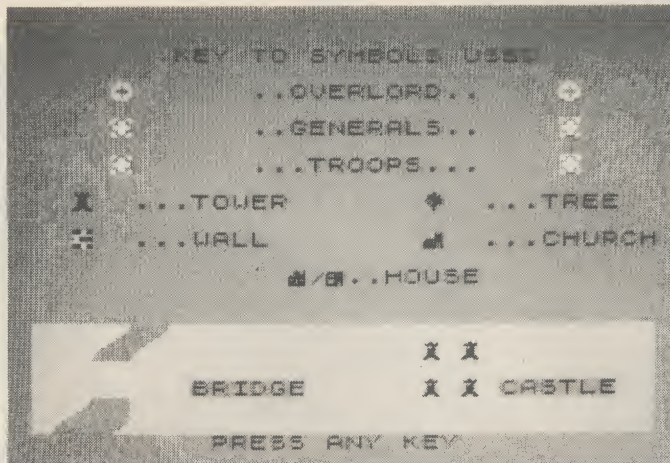 KEY TO SYMBOLS USED
..OVERLORD..
..GENERALS..
...TROOPS...
...TOWER ...TREE
...WALL ...CHURCH
/ ..HOUSE
BRIDGE CASTLE
PRESS ANY KEY